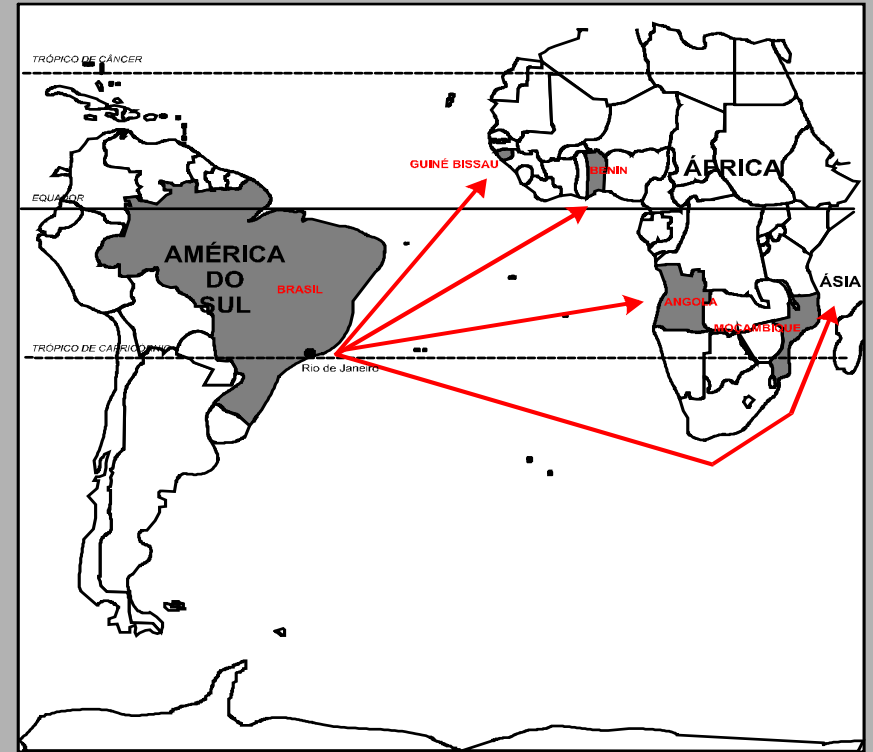 TRÓPICO DE CÂNCER
GUINÉ BISSAU
BENIN
ÁFRICA
EQUADOR
AMÉRICA
DO
SUL
BRASIL
ÁSIA
ANGOLA
MOÇAMBIQUE
TRÓPICO DE CAPRICÓRNIO
Rio de Janeiro